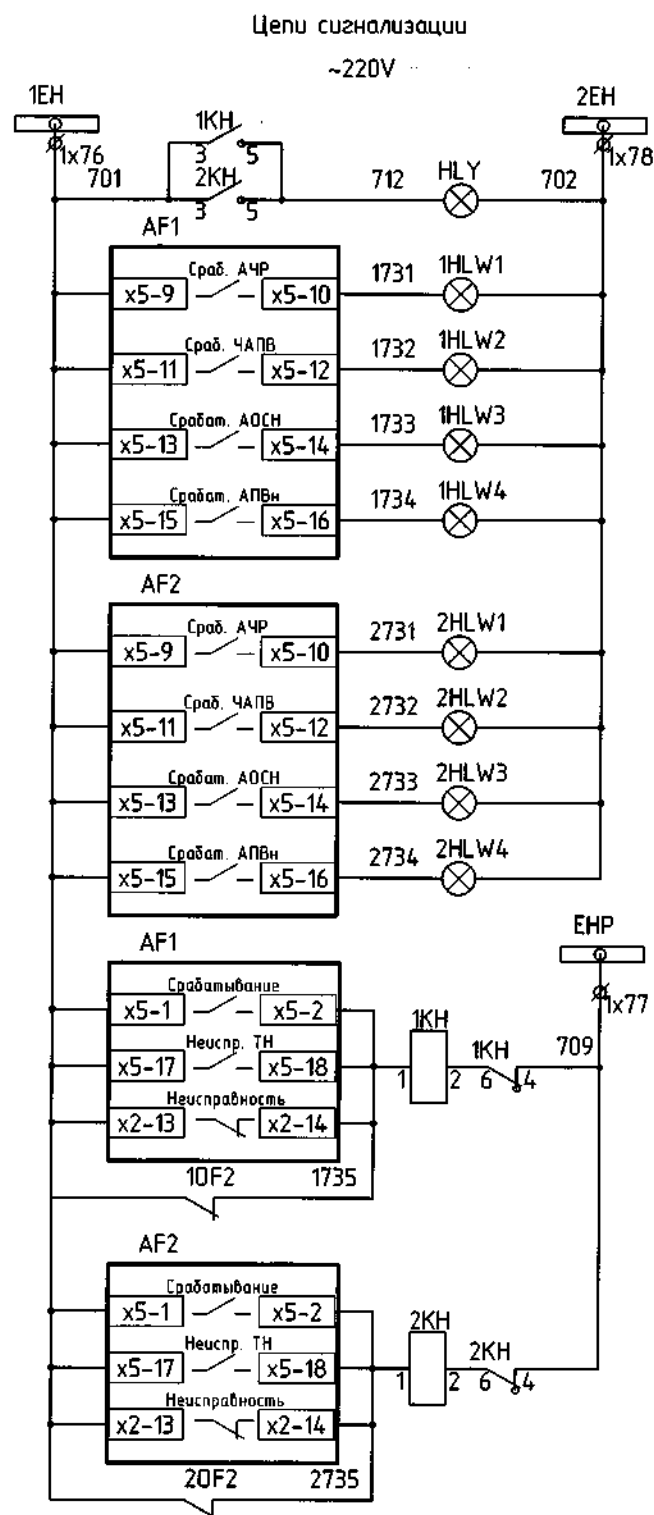 Цепи сигнализации
~220V
1ЕН
2ЕН
1x76
1x78
1КН
3 5
701
2КН
3 5
712
HLY
702
AF1
Сраб. АЧР
x5-9
x5-10
1731
1HLW1
Сраб. ЧАПВ
x5-11
x5-12
1732
1HLW2
Срабат. АОСН
x5-13
x5-14
1733
1HLW3
Срабат. АПВн
x5-15
x5-16
1734
1HLW4
AF2
Сраб. АЧР
x5-9
x5-10
2731
2HLW1
Сраб. ЧАПВ
x5-11
x5-12
2732
2HLW2
Срабат. АОСН
x5-13
x5-14
2733
2HLW3
Срабат. АПВн
x5-15
x5-16
2734
2HLW4
ЕНР
1x77
AF1
Срабатывание
x5-1
x5-2
Неиспр. ТН
x5-17
x5-18
Неисправность
x2-13
x2-14
1КН
1 2
1КН
6 4
709
1QF2
1735
AF2
Срабатывание
x5-1
x5-2
Неиспр. ТН
x5-17
x5-18
Неисправность
x2-13
x2-14
2КН
1 2
2КН
6 4
2QF2
2735